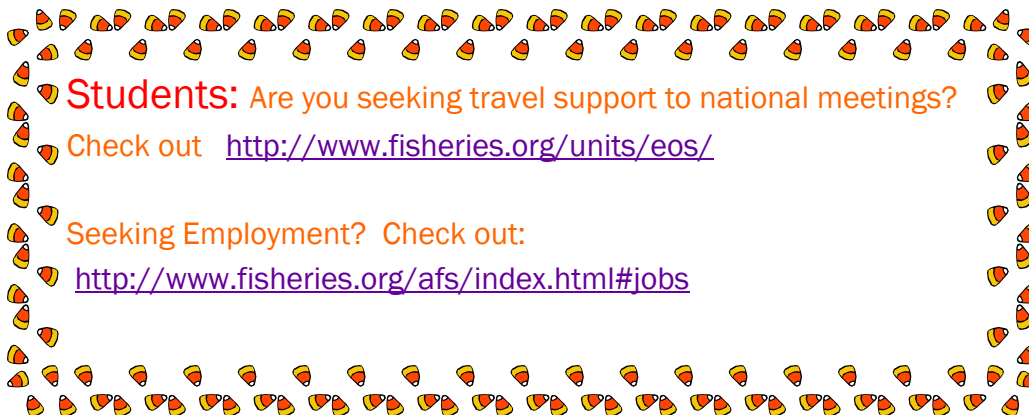 Students: Are you seeking travel support to national meetings?
Check out http://www.fisheries.org/units/eos/
Seeking Employment? Check out:
http://www.fisheries.org/afs/index.html#jobs